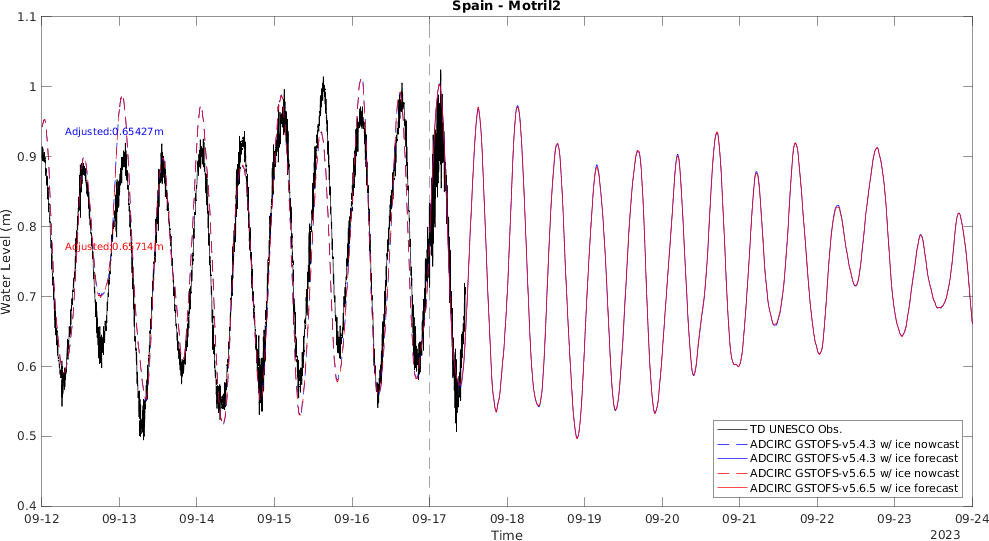 Spain - Motril2
1.1
1
0.9
0.8
0.7
0.6
0.5
0.4
Water Level (m)
Adjusted:0.65427m
Adjusted:0.65714m
TD UNESCO Obs.
ADCIRC GSTOFS-v5.4.3 w/ ice nowcast
ADCIRC GSTOFS-v5.4.3 w/ ice forecast
ADCIRC GSTOFS-v5.6.5 w/ ice nowcast
ADCIRC GSTOFS-v5.6.5 w/ ice forecast
09-12 09-13 09-14 09-15 09-16 09-17 09-18 09-19 09-20 09-21 09-22 09-23 09-24
Time
2023